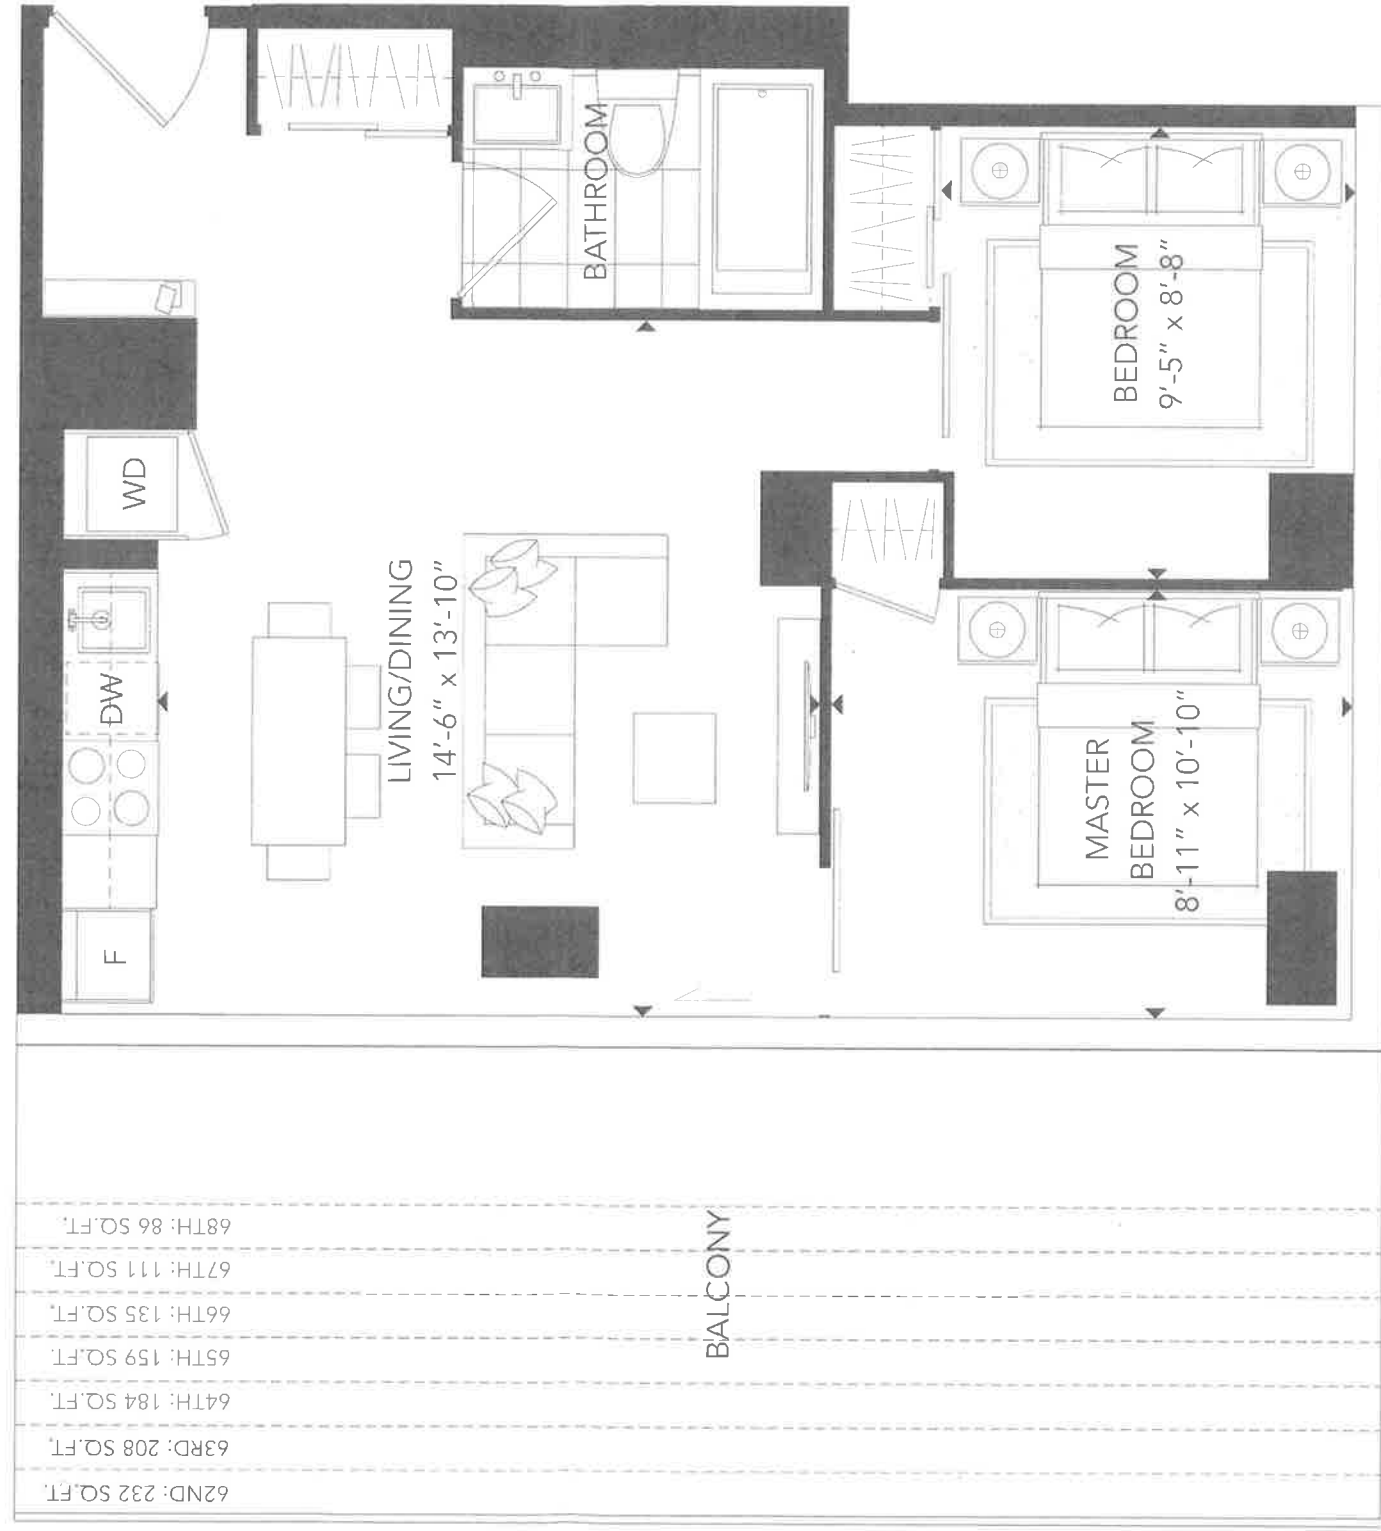 BATHROOM
BEDROOM
9'-5" x 8'-8"
WD
LIVING/DINING
14'-6" x 13'-10"
DW
MASTER
BEDROOM
8'-11" x 10'-10"
F
BALCONY
68TH: 86 SQ.FT.
67TH: 111 SQ.FT.
66TH: 135 SQ.FT.
65TH: 159 SQ.FT.
64TH: 184 SQ.FT.
63RD: 208 SQ.FT.
62ND: 232 SQ.FT.